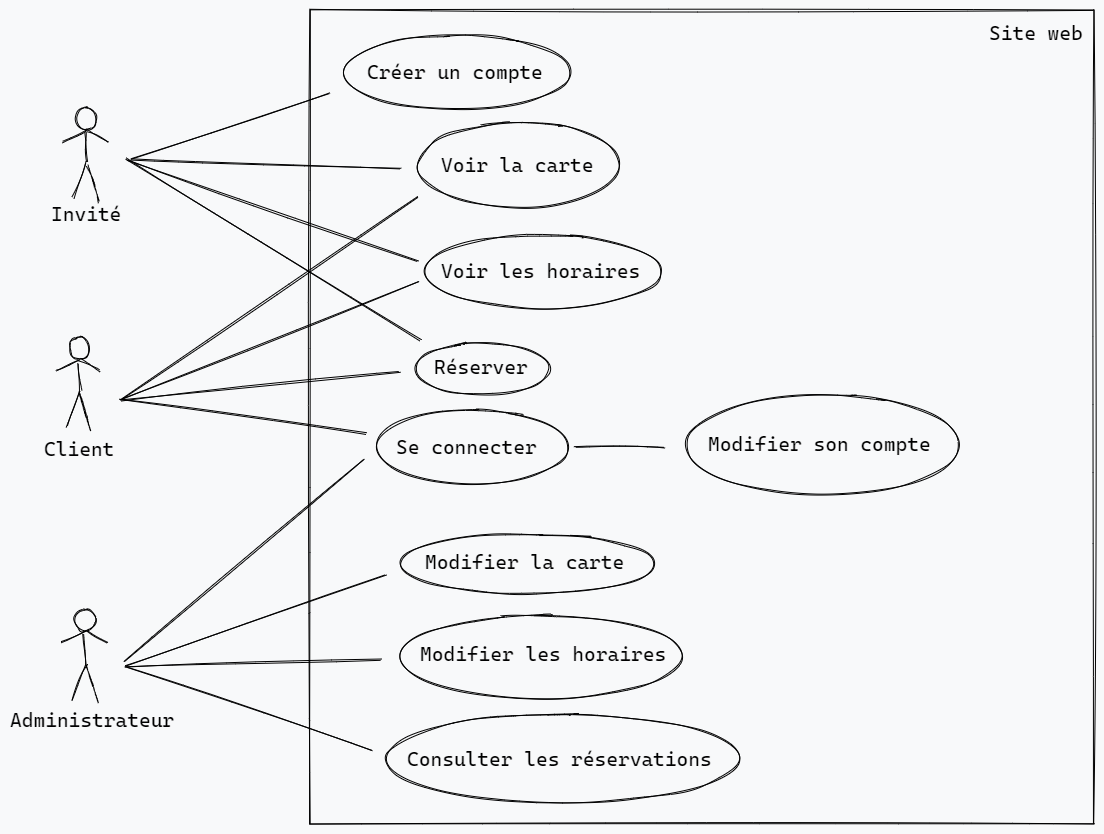 Site web
Créer un compte
Voir la carte
Invité
Voir les horaires
Réserver
Client
Se connecter
Modifier son compte
Modifier la carte
Modifier les horaires
Administrateur
Consulter les réservations